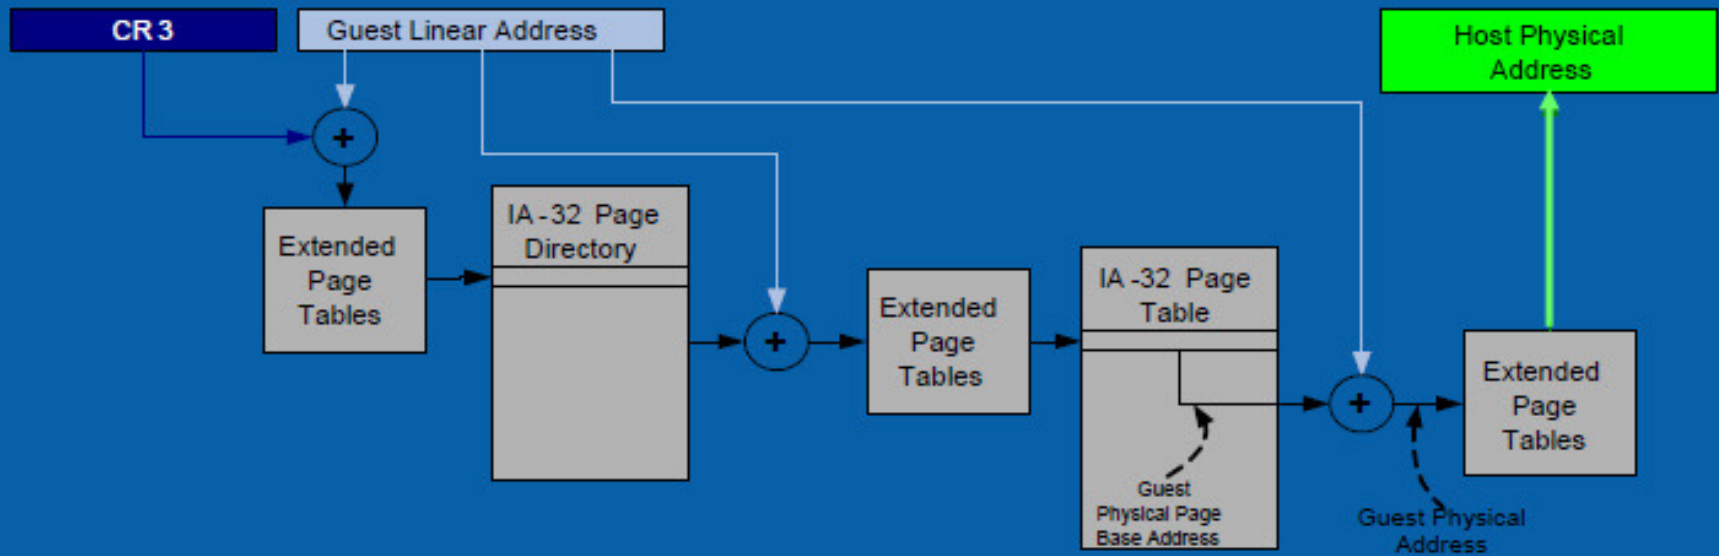 CR 3
Guest Linear Address
Host Physical
Address
+
Extended
Page
Tables
IA-32 Page
Directory
+
Extended
Page
Tables
IA-32 Page
Table
Guest
Physical Page
Base Address
+
Guest Physical
Address
Extended
Page
Tables